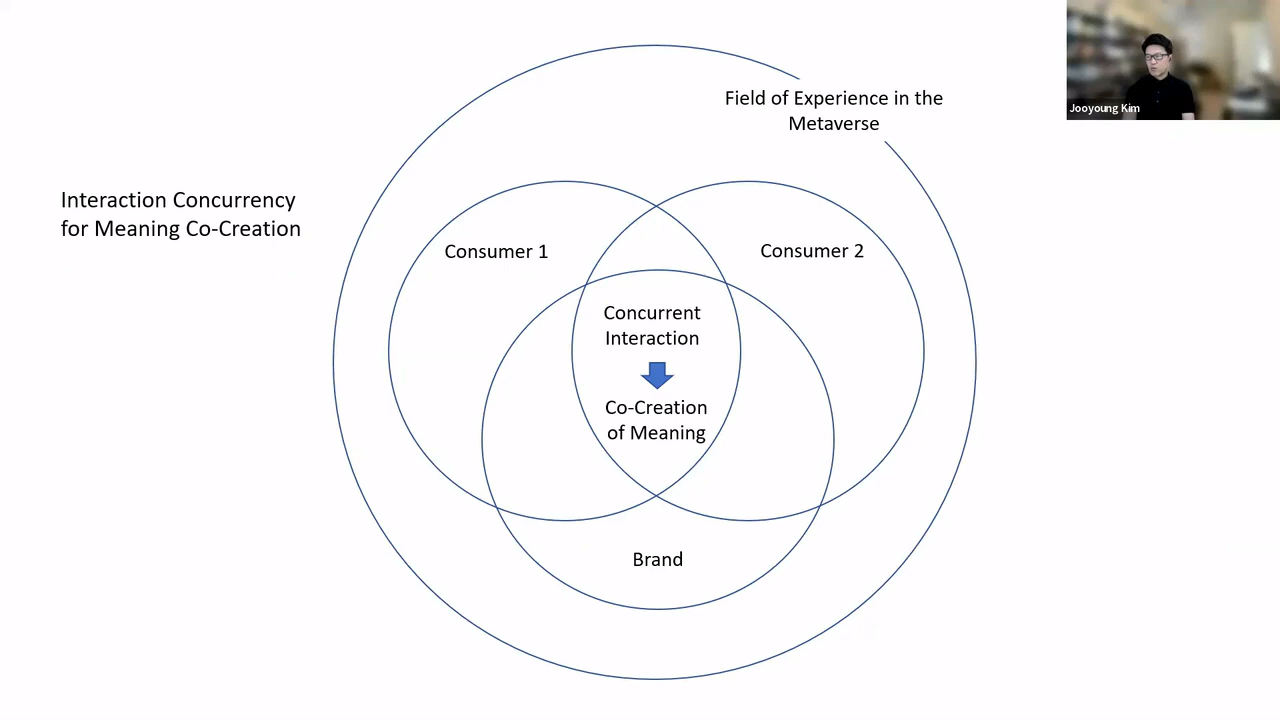 Field of Experience in the
Metaverse
Jooyoung Kim
Interaction Concurrency
for Meaning Co-Creation
Consumer 1
Consumer 2
Concurrent
Interaction
Co-Creation
of Meaning
Brand